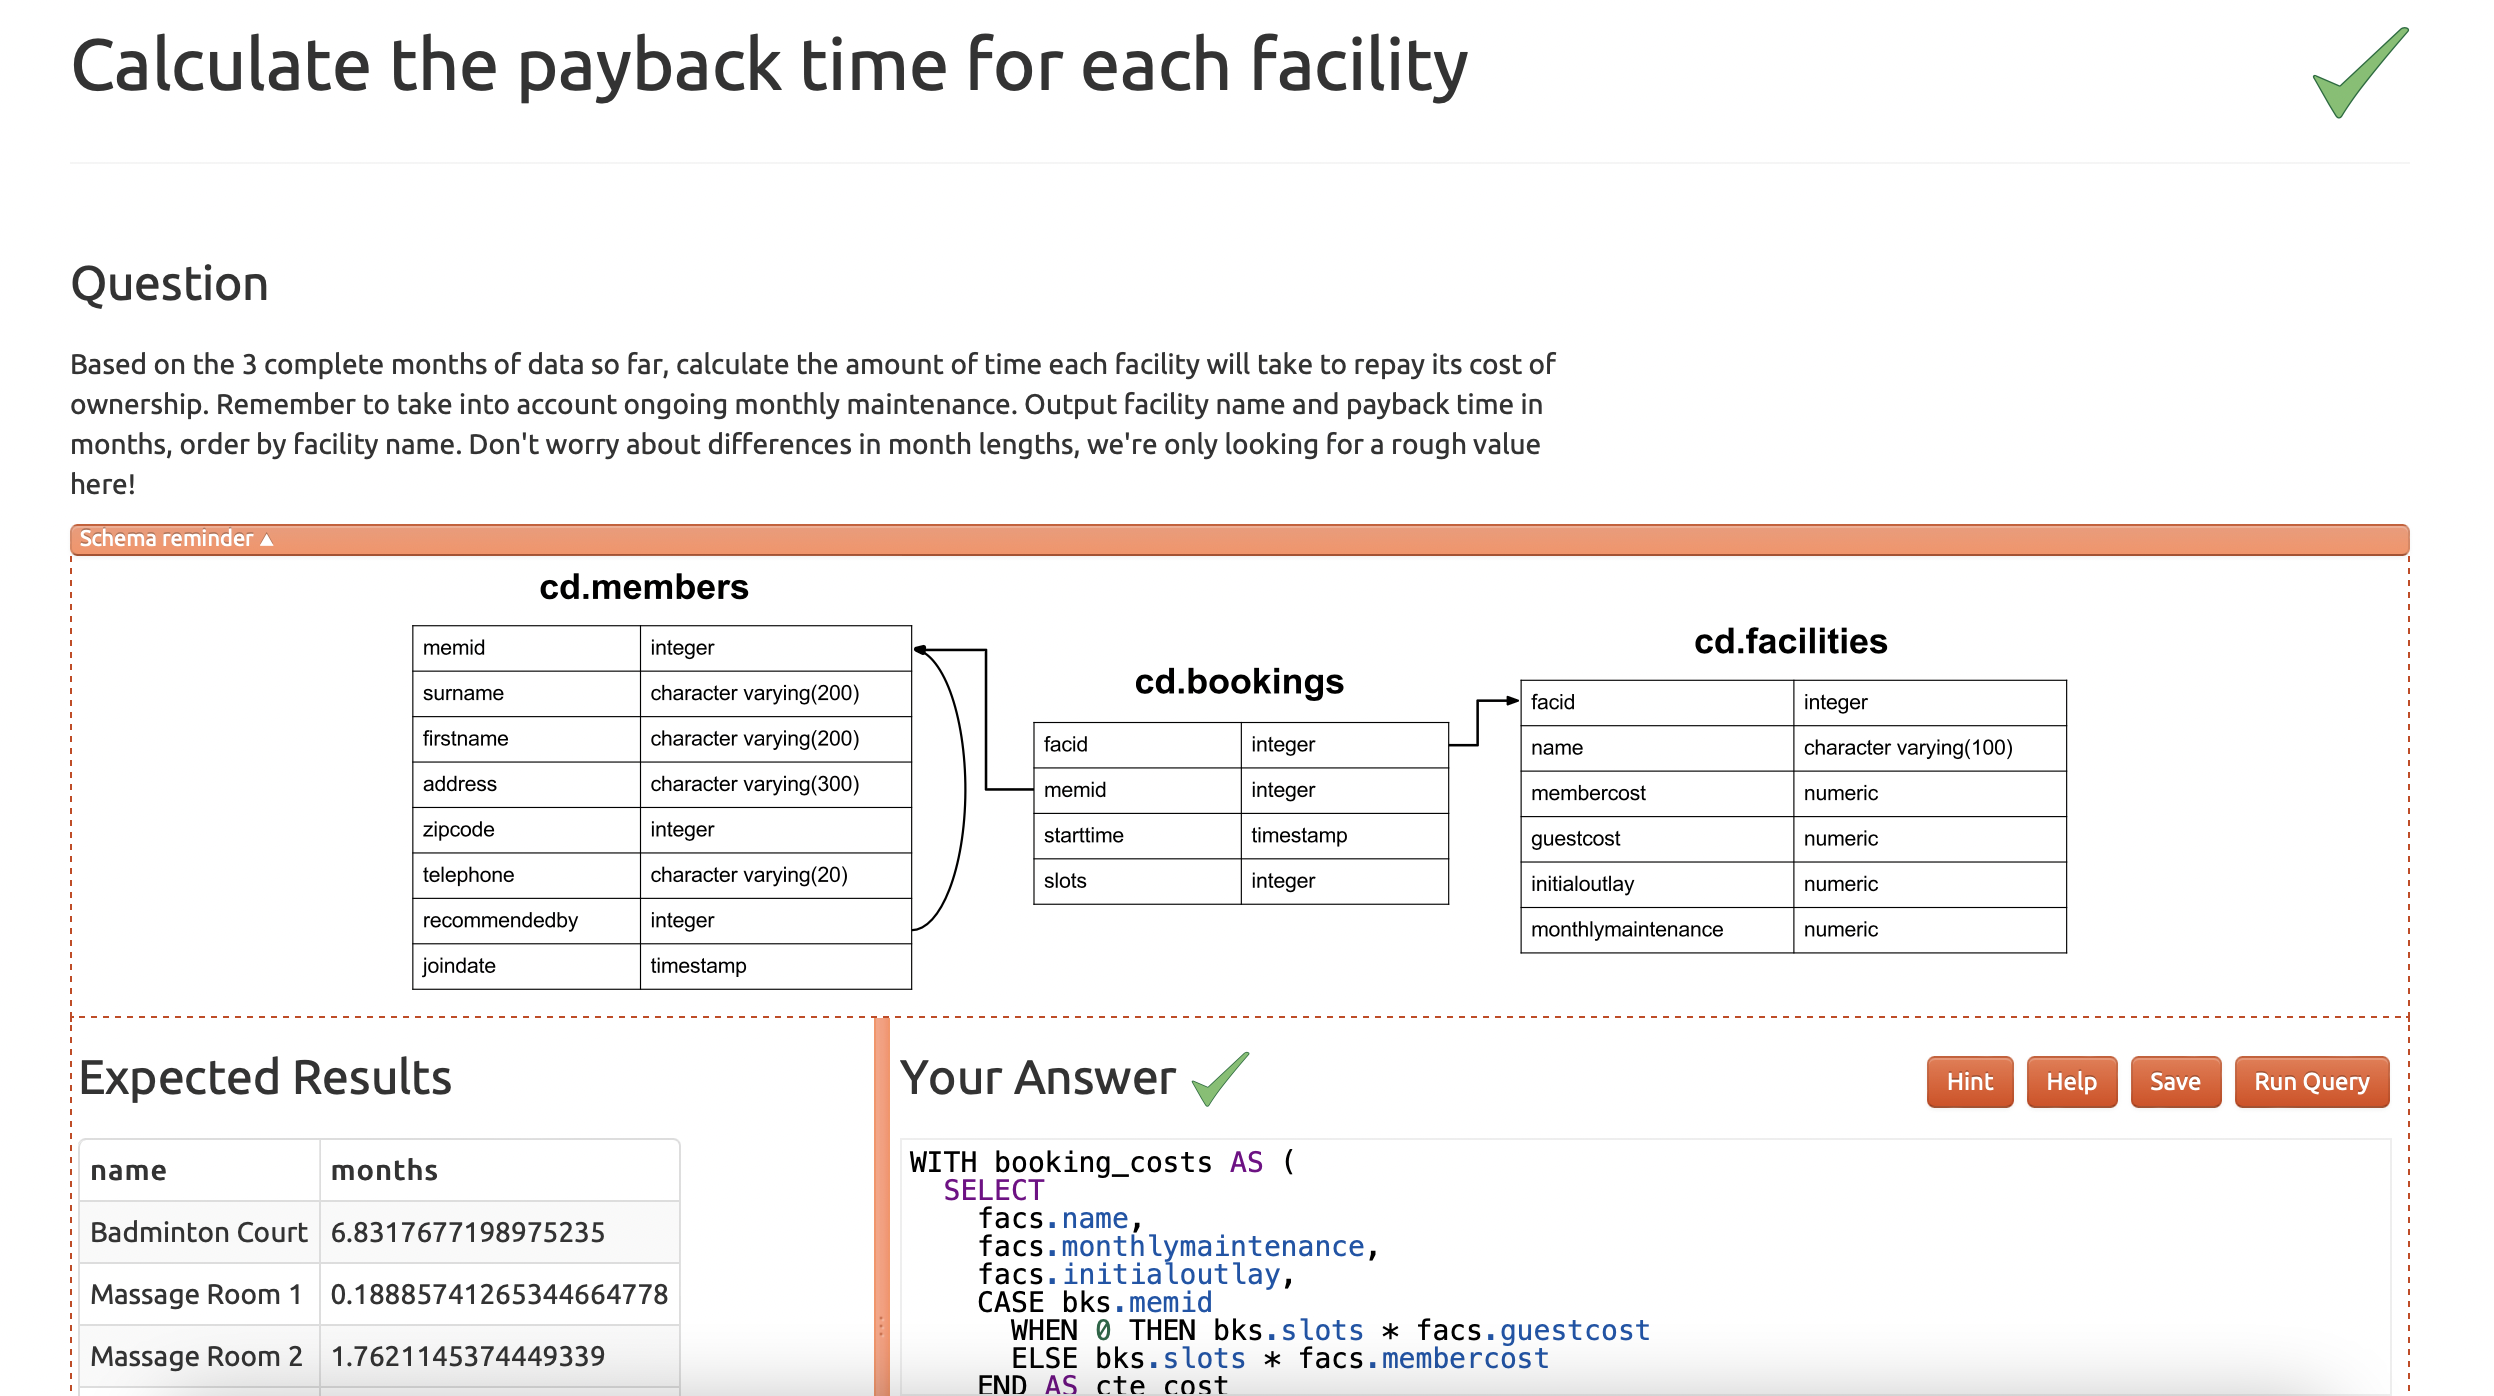 Calculate the payback time for each facility
Question
Based on the 3 complete months of data so far, calculate the amount of time each facility will take to repay its cost of
ownership. Remember to take into account ongoing monthly maintenance. Output facility name and payback time in
months, order by facility name. Don't worry about differences in month lengths, we're only looking for a rough value
here!
Schema reminder ▲
cd.members
memid integer
surname character varying(200)
firstname character varying(200)
address character varying(300)
zipcode integer
telephone character varying(20)
recommendedby integer
joindate timestamp
cd.bookings
facid integer
memid integer
starttime timestamp
slots integer
cd.facilities
facid integer
name character varying(100)
membercost numeric
guestcost numeric
initialoutlay numeric
monthlymaintenance numeric
Expected Results
name months
Badminton Court 6.8317677198975235
Massage Room 1 0.18885741265344664778
Massage Room 2 1.7621145374449339
Your Answer
Hint Help Save Run Query
WITH booking_costs AS (
SELECT
facs.name,
facs.monthlymaintenance,
facs.initialoutlay,
CASE bks.memid
WHEN 0 THEN bks.slots * facs.guestcost
ELSE bks.slots * facs.membercost
END AS cte_cost